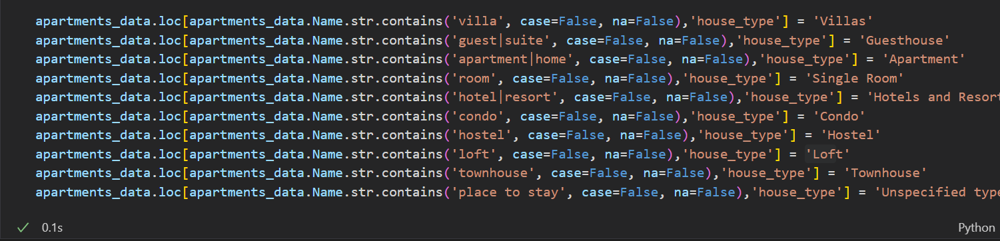 apartments_data.loc[apartments_data.Name.str.contains('villa', case=False, na=False),'house_type'] = 'Villas'
apartments_data.loc[apartments_data.Name.str.contains('guest|suite', case=False, na=False),'house_type'] = 'Guesthouse'
apartments_data.loc[apartments_data.Name.str.contains('apartment|home', case=False, na=False),'house_type'] = 'Apartment'
apartments_data.loc[apartments_data.Name.str.contains('room', case=False, na=False),'house_type'] = 'Single Room'
apartments_data.loc[apartments_data.Name.str.contains('hotel|resort', case=False, na=False),'house_type'] = 'Hotels and Resort
apartments_data.loc[apartments_data.Name.str.contains('condo', case=False, na=False),'house_type'] = 'Condo'
apartments_data.loc[apartments_data.Name.str.contains('hostel', case=False, na=False),'house_type'] = 'Hostel'
apartments_data.loc[apartments_data.Name.str.contains('loft', case=False, na=False),'house_type'] = 'Loft'
apartments_data.loc[apartments_data.Name.str.contains('townhouse', case=False, na=False),'house_type'] = 'Townhouse'
apartments_data.loc[apartments_data.Name.str.contains('place to stay', case=False, na=False),'house_type'] = 'Unspecified type
0.1s Python